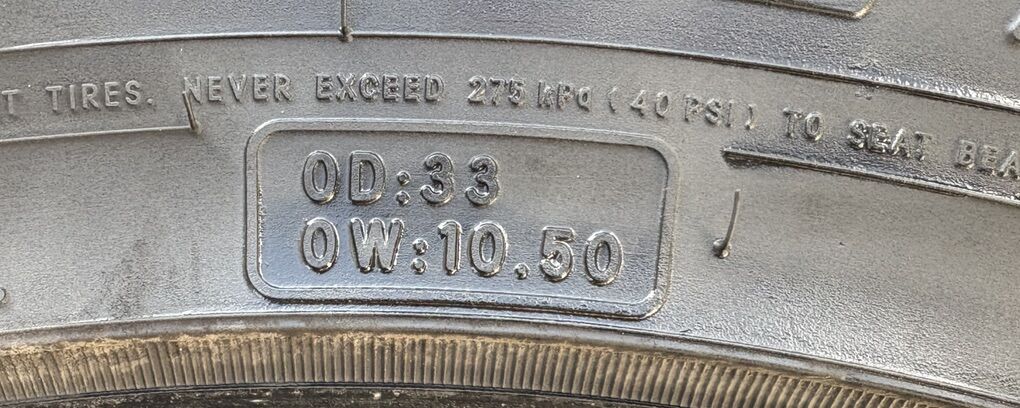 T TIRES. NEVER EXCEED 275 kPa (40 PSI) TO SEAT BEA
OD:33
OW:10.50